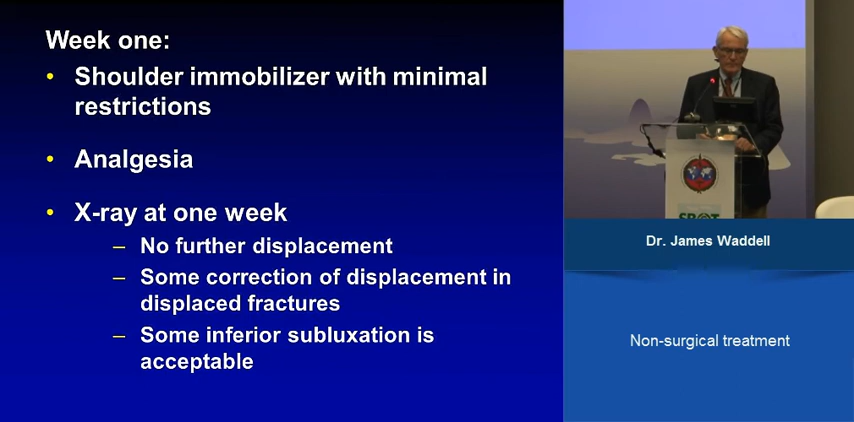 Week one:
• Shoulder immobilizer with minimal
restrictions
• Analgesia
• X-ray at one week
– No further displacement
– Some correction of displacement in
displaced fractures
– Some inferior subluxation is
acceptable
Dr. James Waddell
Non-surgical treatment